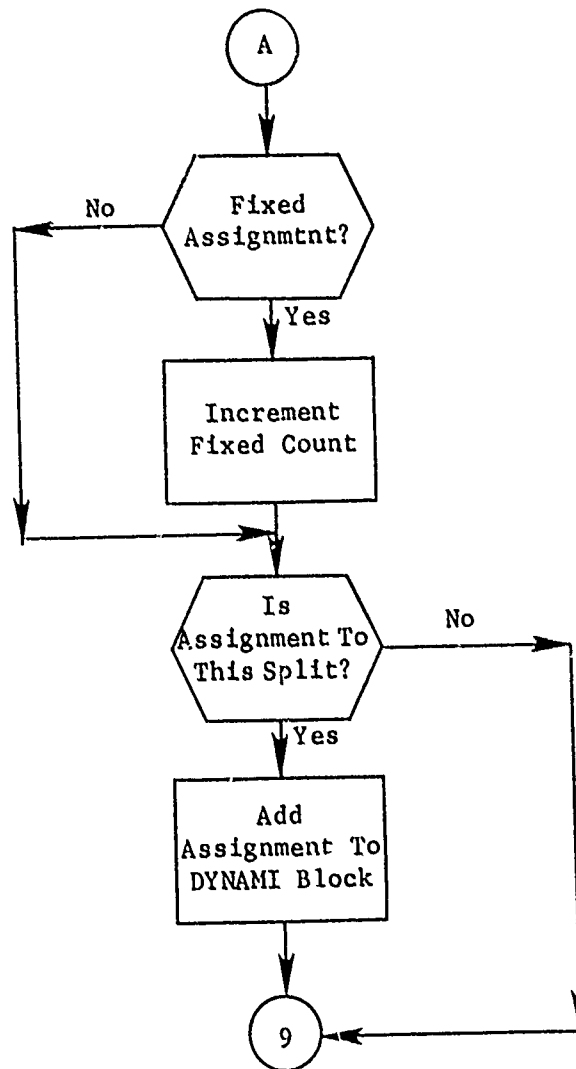 A
No
Fixed
Assignmtnt?
Yes
Increment
Fixed Count
Is
Assignment To
This Split?
No
Yes
Add
Assignment To
DYNAMI Block
9